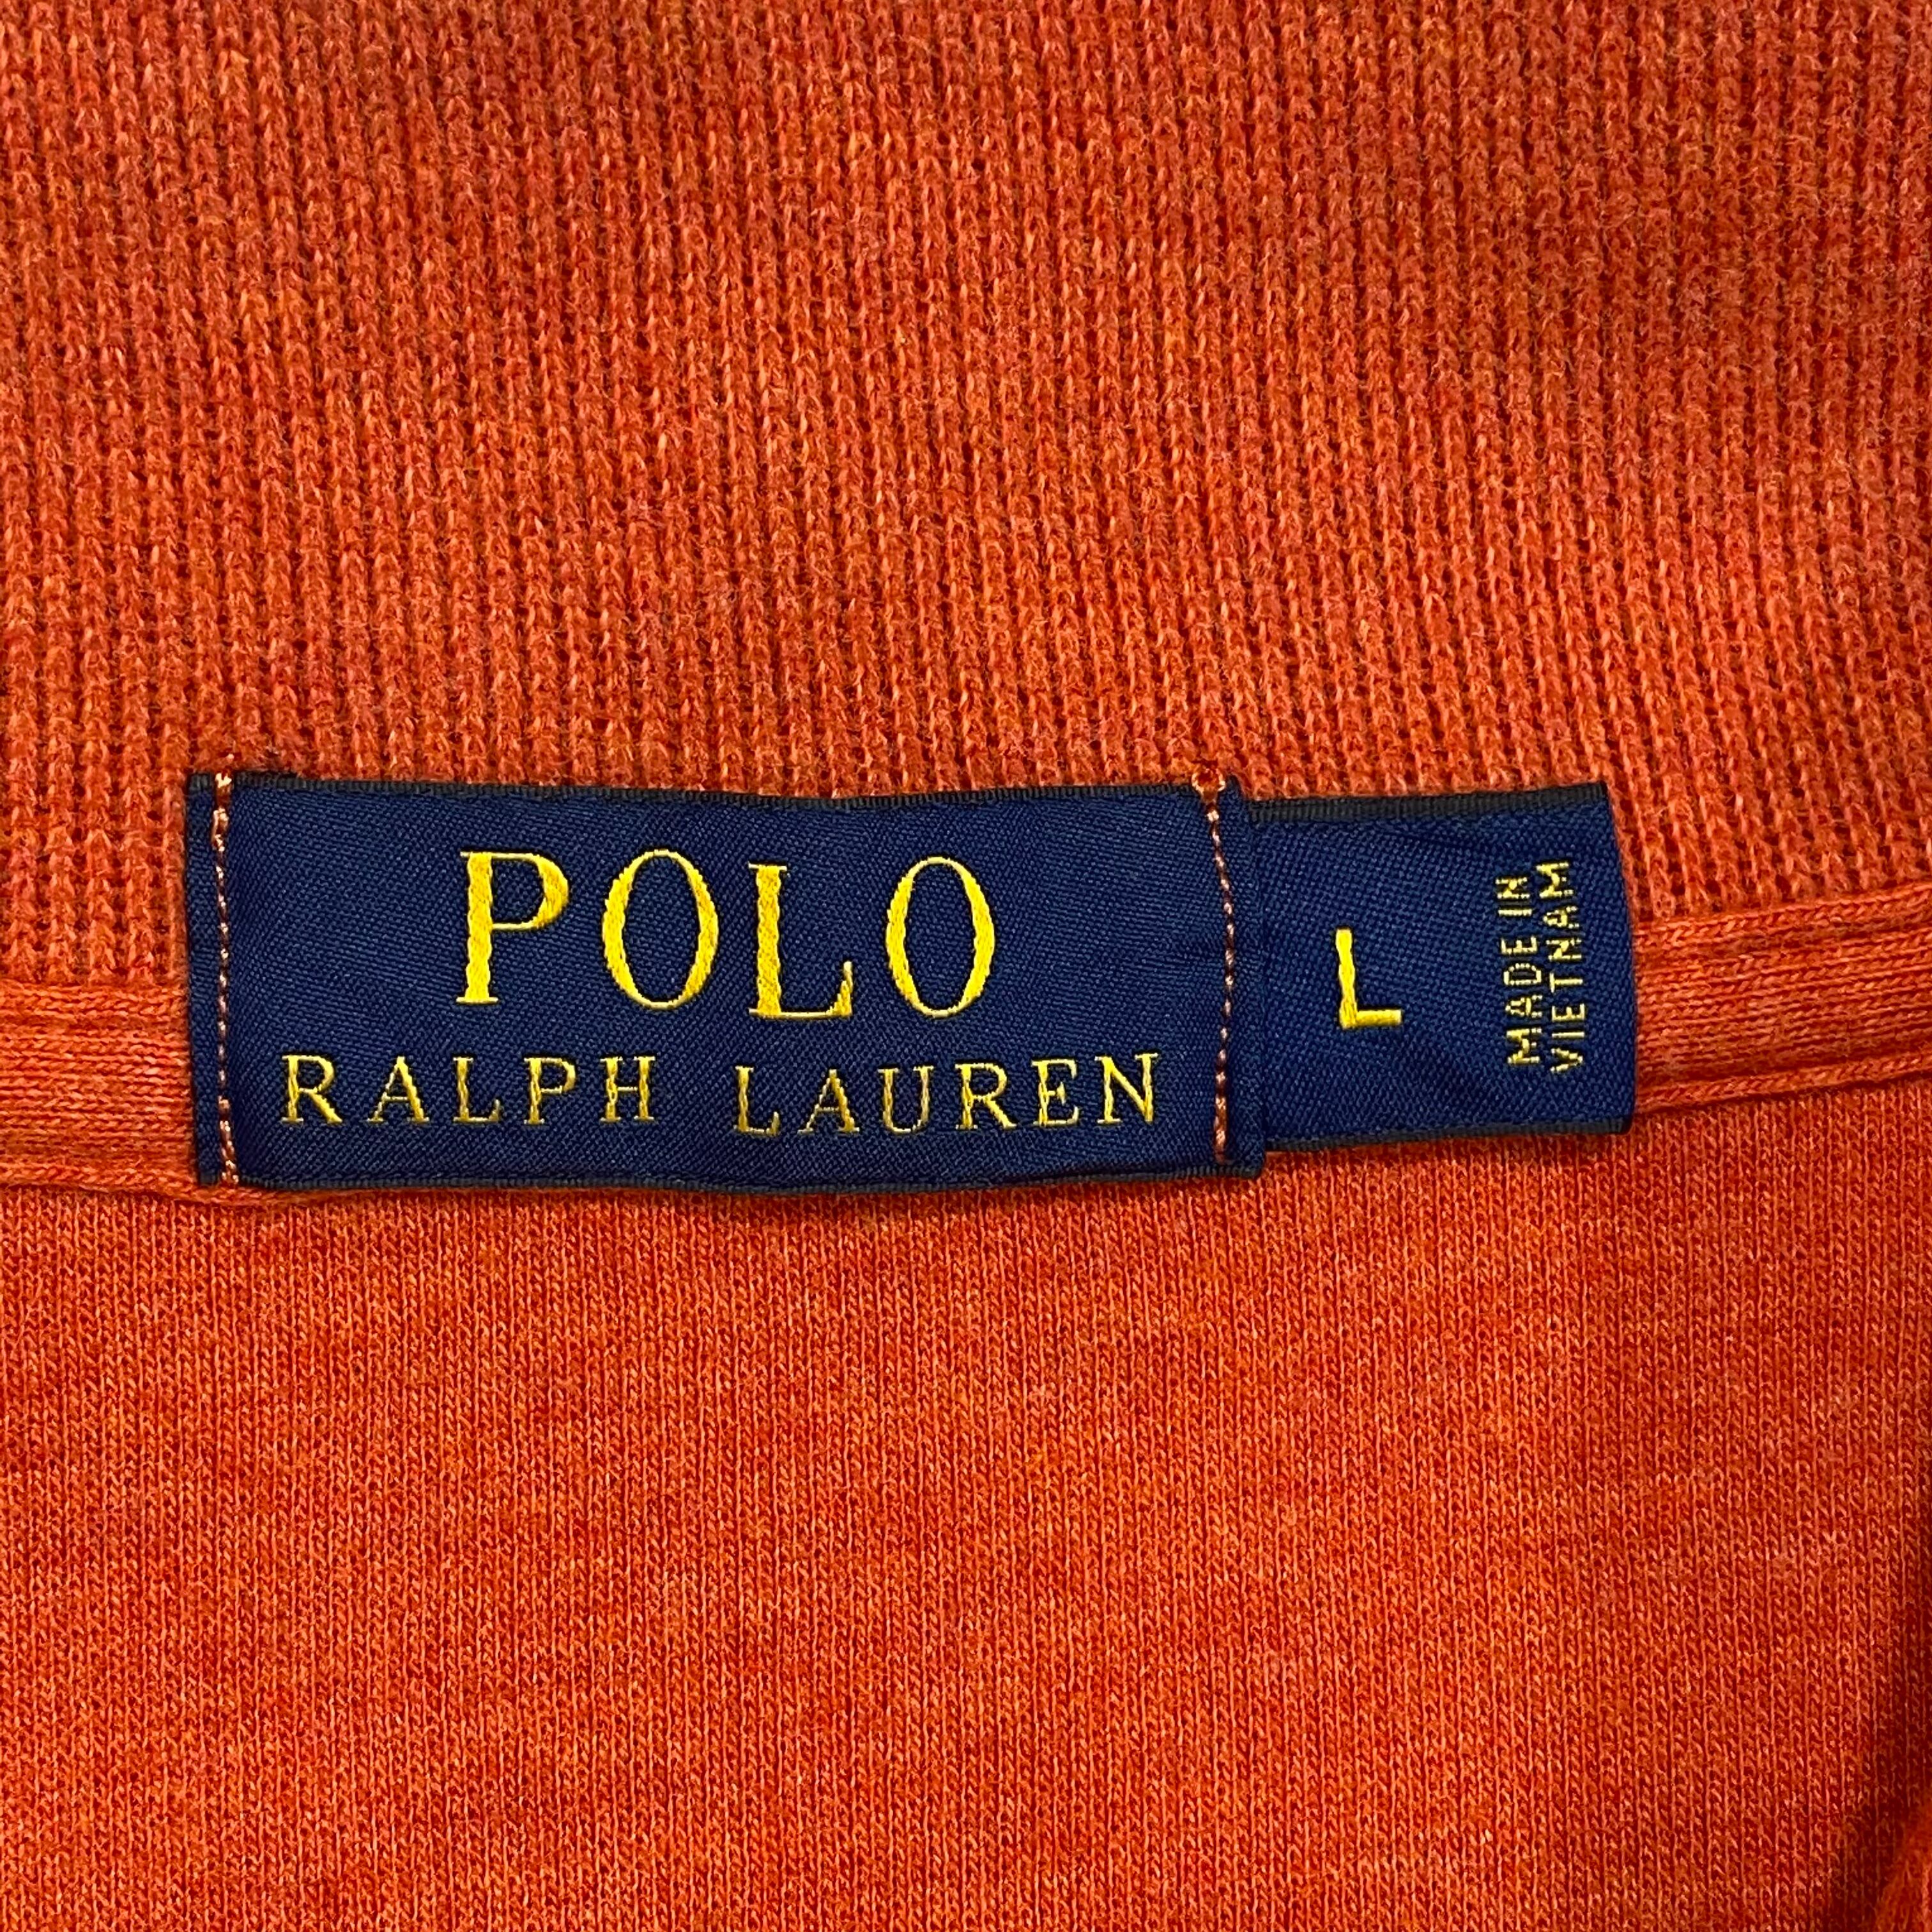 POLO
RALPH LAUREN
L
MADE IN
VIETNAM